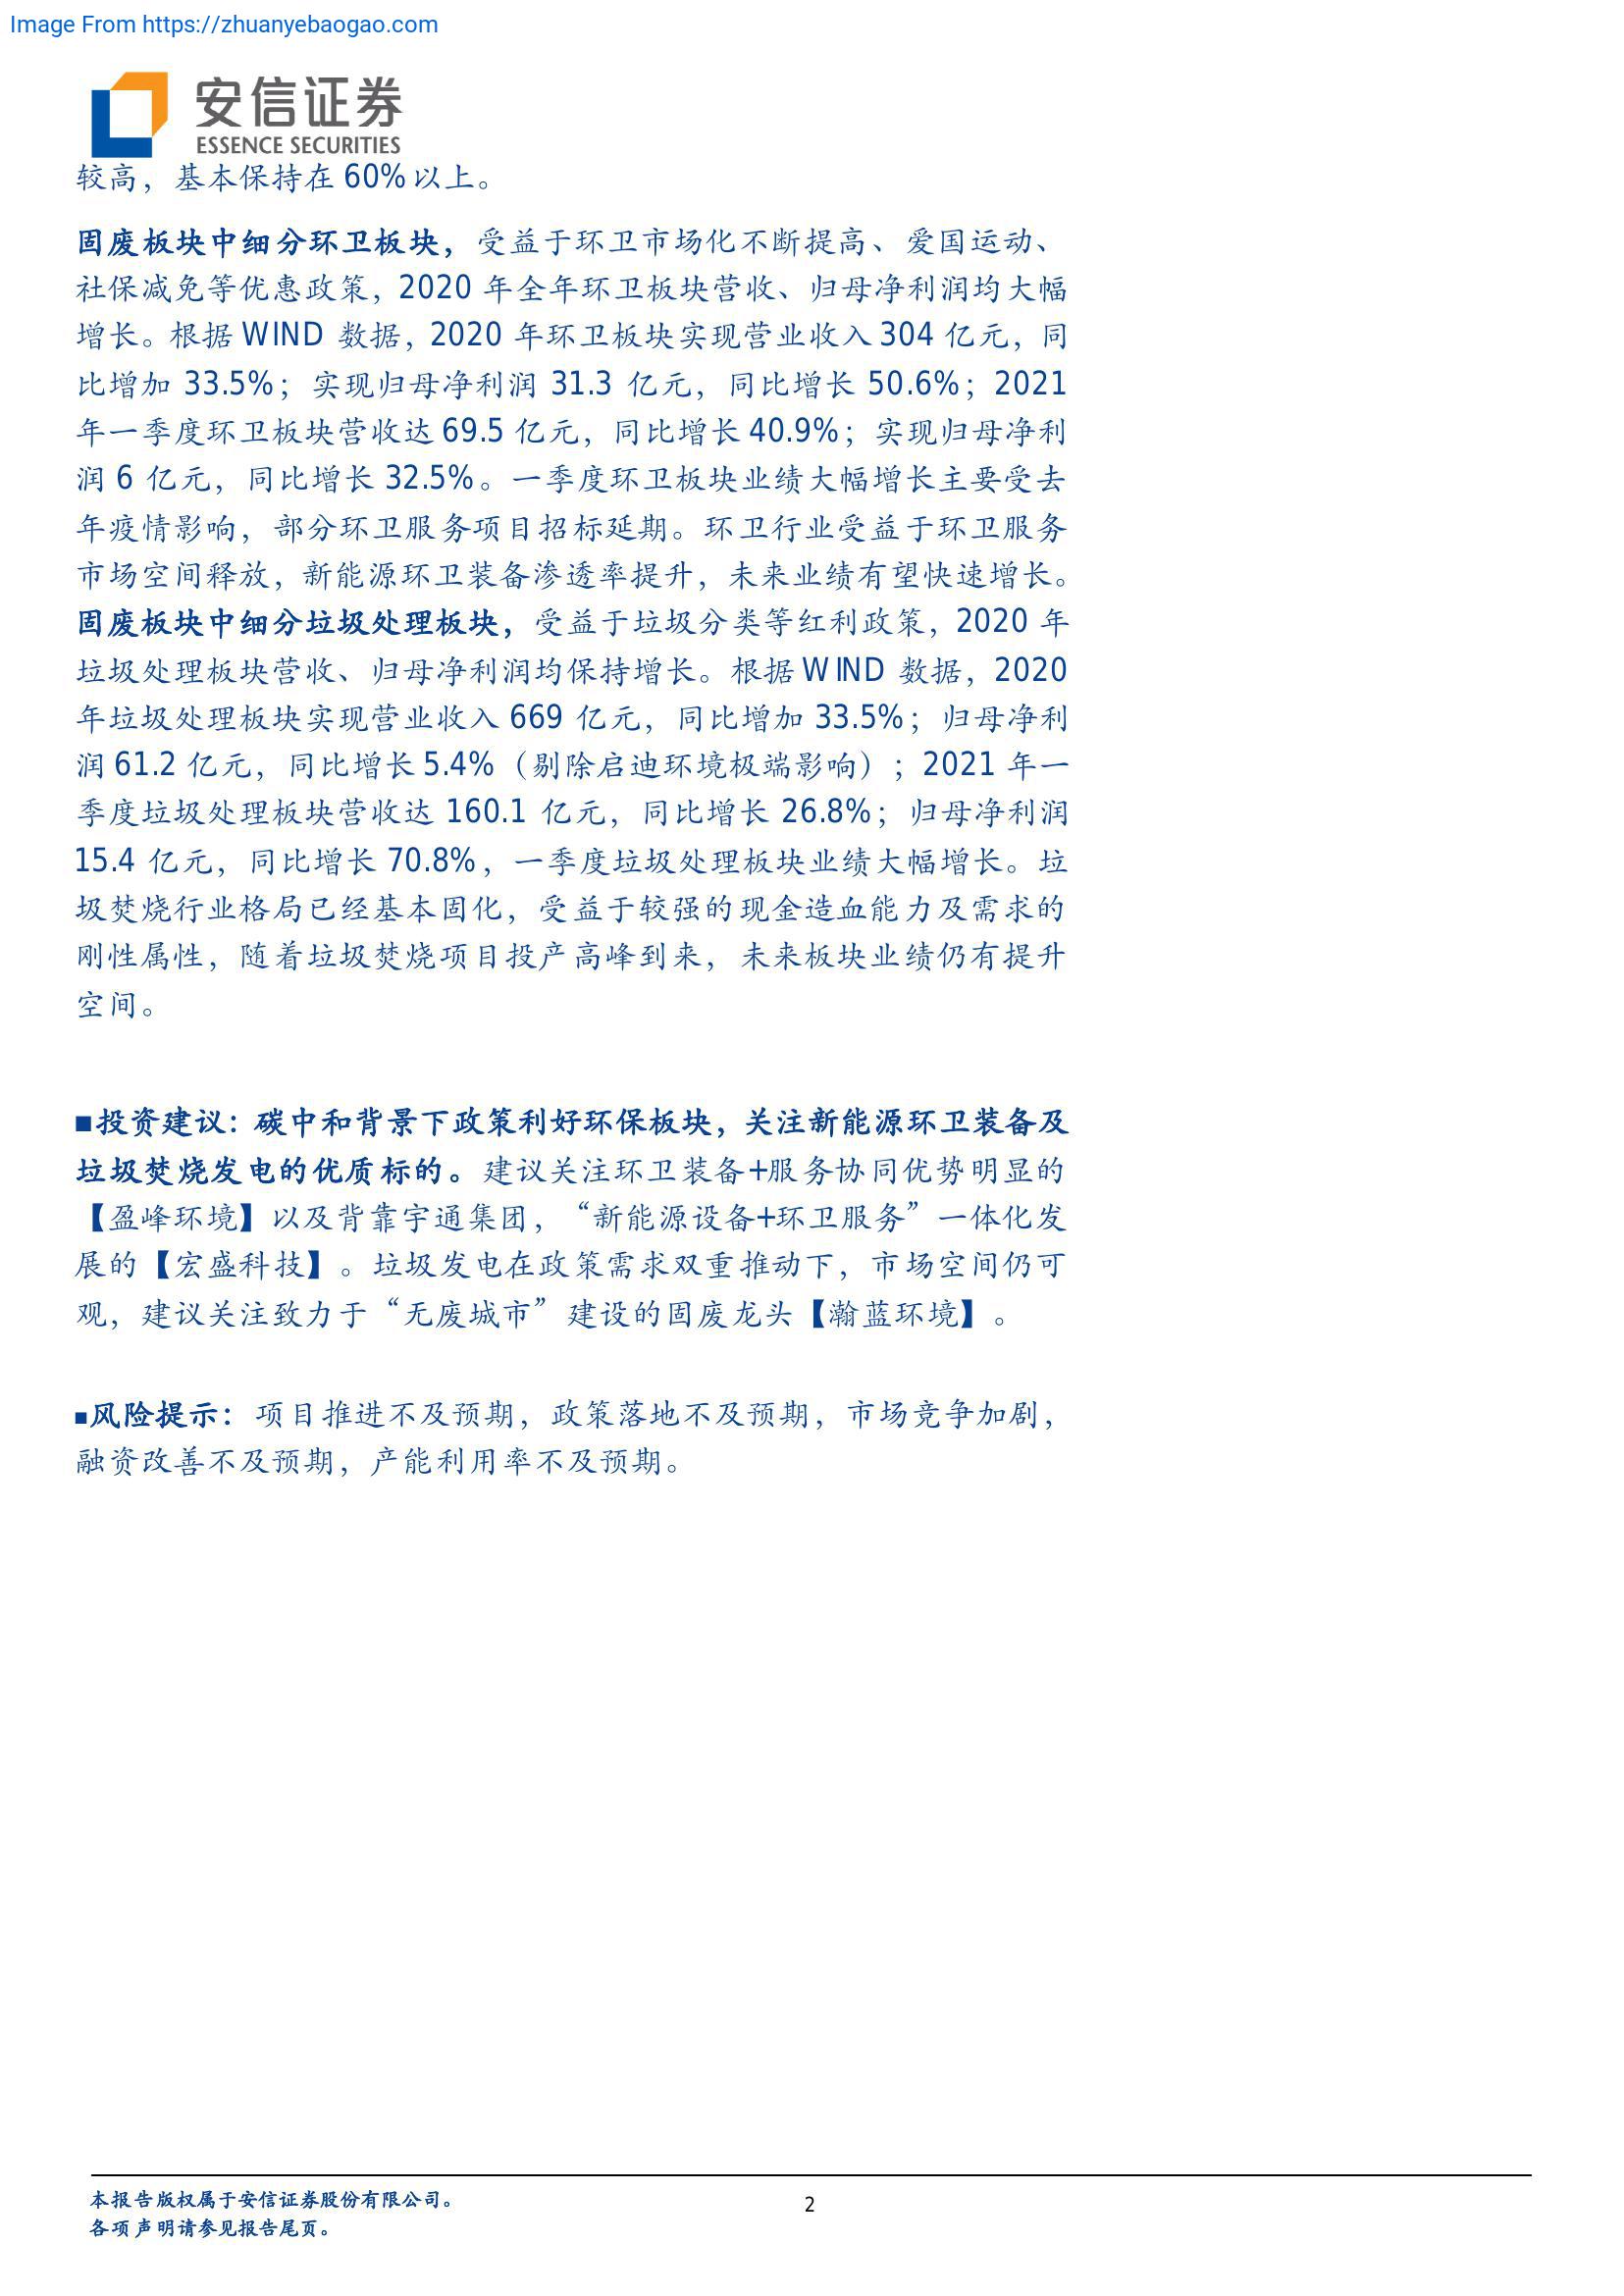 Image From https://zhuanyebaogao.com
安信证券
ESSENCE SECURITIES
较高，基本保持在 60%以上。
固废板块中细分环卫板块，受益于环卫市场化不断提高、爱国运动、
社保减免等优惠政策，2020 年全年环卫板块营收、归母净利润均大幅
增长。根据 WIND 数据，2020 年环卫板块实现营业收入 304 亿元，同
比增加 33.5%；实现归母净利润 31.3 亿元，同比增长 50.6%；2021
年一季度环卫板块营收达 69.5 亿元，同比增长 40.9%；实现归母净利
润 6 亿元，同比增长 32.5%。一季度环卫板块业绩大幅增长主要受去
年疫情影响，部分环卫服务项目招标延期。环卫行业受益于环卫服务
市场空间释放，新能源环卫装备渗透率提升，未来业绩有望快速增长。
固废板块中细分垃圾处理板块，受益于垃圾分类等红利政策，2020 年
垃圾处理板块营收、归母净利润均保持增长。根据 WIND 数据，2020
年垃圾处理板块实现营业收入 669 亿元，同比增加 33.5%；归母净利
润 61.2 亿元，同比增长 5.4%（剔除启迪环境极端影响）；2021 年一
季度垃圾处理板块营收达 160.1 亿元，同比增长 26.8%；归母净利润
15.4 亿元，同比增长 70.8%，一季度垃圾处理板块业绩大幅增长。垃
圾焚烧行业格局已经基本固化，受益于较强的现金造血能力及需求的
刚性属性，随着垃圾焚烧项目投产高峰到来，未来板块业绩仍有提升
空间。
■投资建议：碳中和背景下政策利好环保板块，关注新能源环卫装备及
垃圾焚烧发电的优质标的。建议关注环卫装备+服务协同优势明显的
【盈峰环境】以及背靠宇通集团，“新能源设备+环卫服务”一体化发
展的【宏盛科技】。垃圾发电在政策需求双重推动下，市场空间仍可
观，建议关注致力于“无废城市”建设的固废龙头【瀚蓝环境】。
■风险提示：项目推进不及预期，政策落地不及预期，市场竞争加剧，
融资改善不及预期，产能利用率不及预期。
本报告版权属于安信证券股份有限公司。
各项声明请参见报告尾页。
2